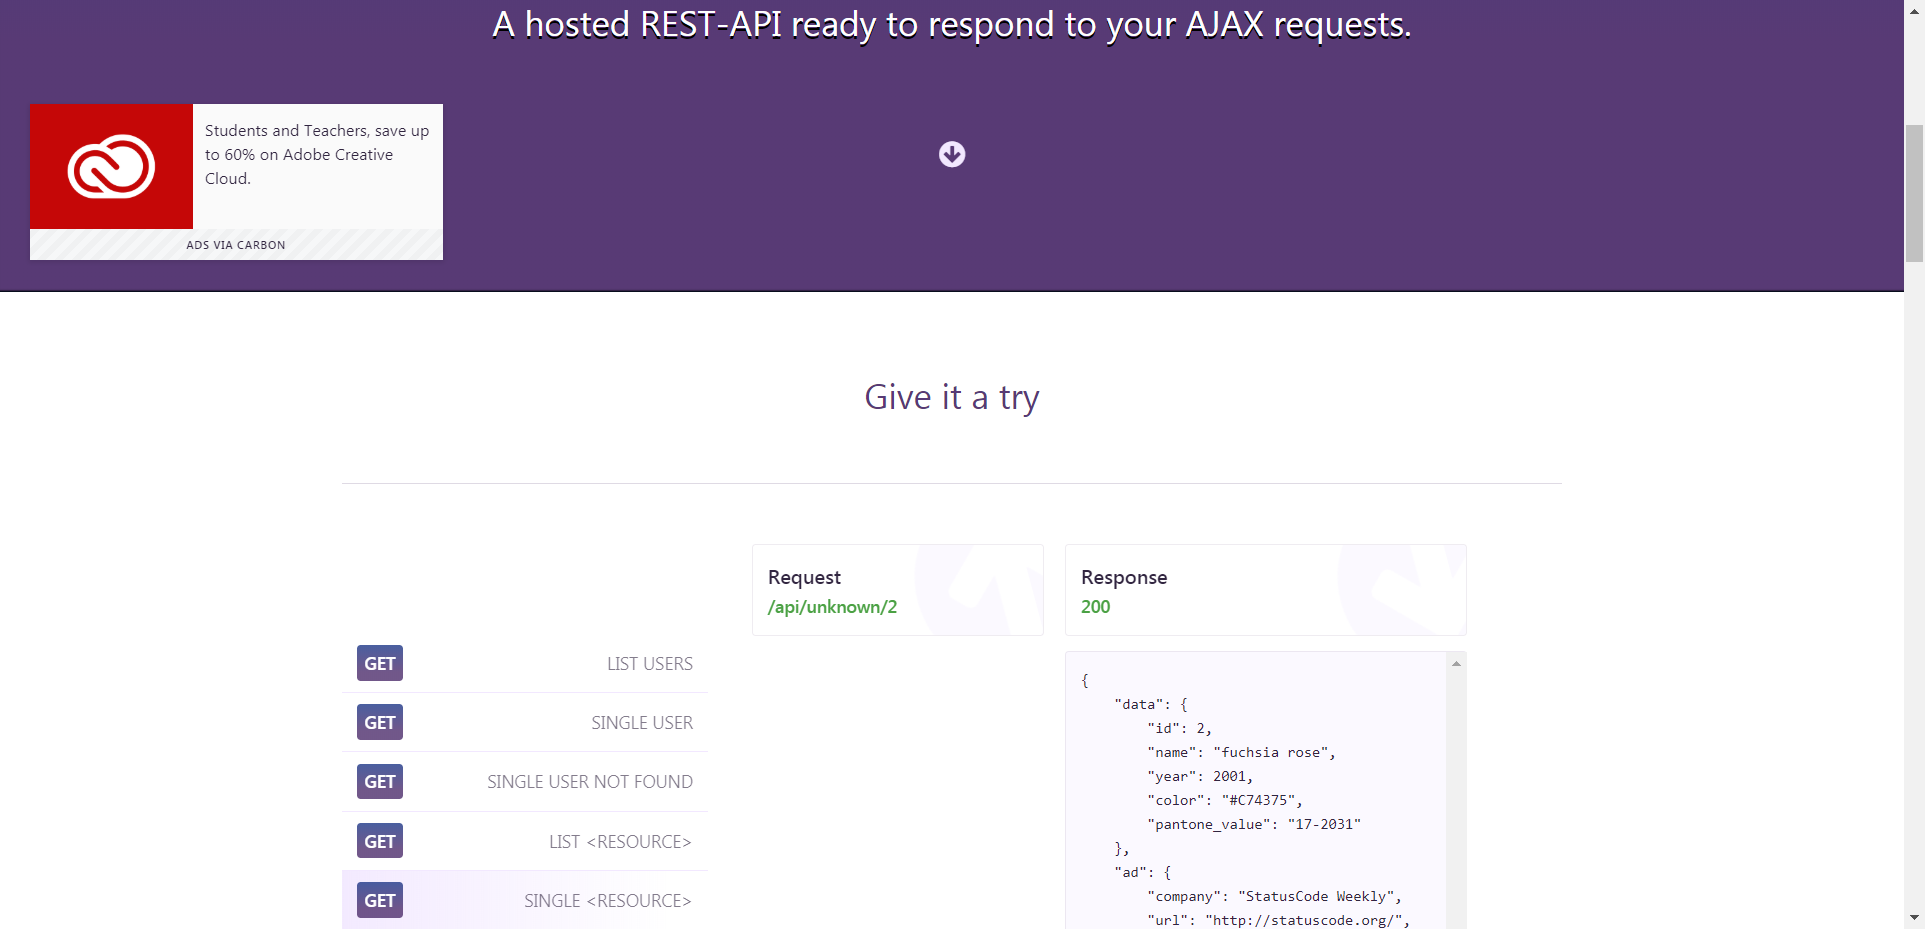 A hosted REST-API ready to respond to your AJAX requests.
Students and Teachers, save up
to 60% on Adobe Creative
Cloud.
ADS VIA CARBON
Give it a try
Request
/api/unknown/2
Response
200
GET LIST USERS
GET SINGLE USER
GET SINGLE USER NOT FOUND
GET LIST <RESOURCE>
GET SINGLE <RESOURCE>
{
    "data": {
        "id": 2,
        "name": "fuchsia rose",
        "year": 2001,
        "color": "#C74375",
        "pantone_value": "17-2031"
    },
    "ad": {
        "company": "StatusCode Weekly",
        "url": "http://statuscode.org/",